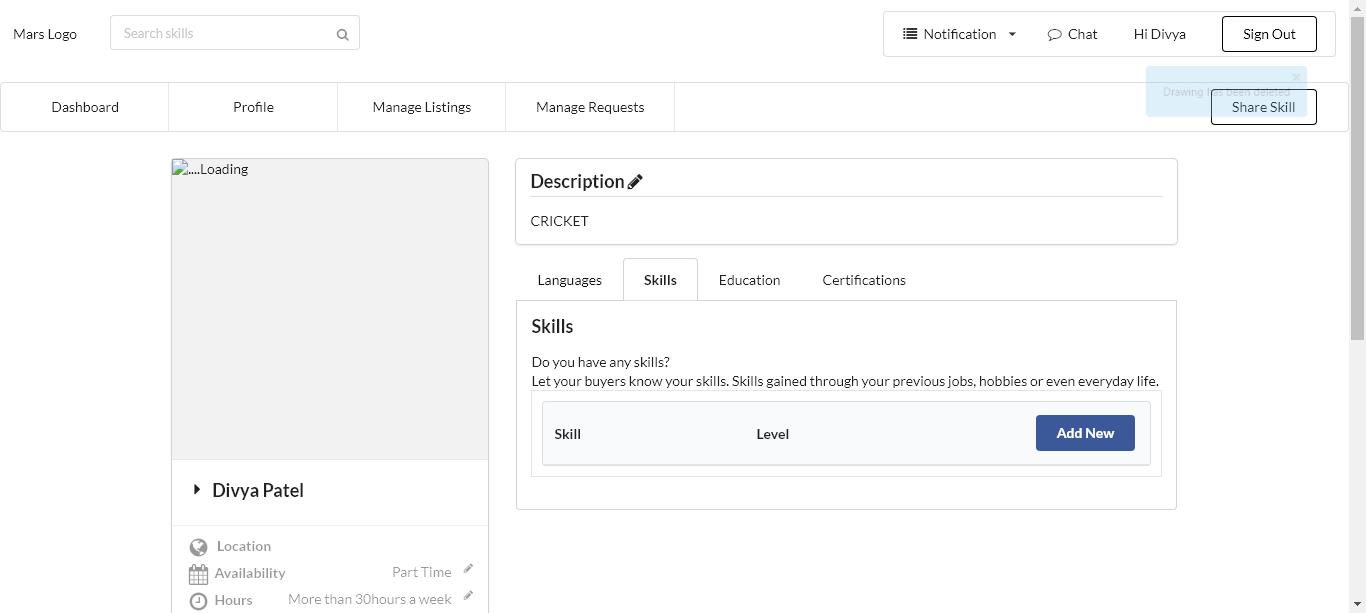 Mars Logo
Search skills
Notification
Chat
Hi Divya
Sign Out
Drawing has been deleted
Dashboard
Profile
Manage Listings
Manage Requests
Share Skill
....Loading
Description
CRICKET
Languages
Skills
Education
Certifications
Skills
Do you have any skills?
Let your buyers know your skills. Skills gained through your previous jobs, hobbies or even everyday life.
Skill
Level
Add New
Divya Patel
Location
Availability
Part Time
Hours
More than 30hours a week